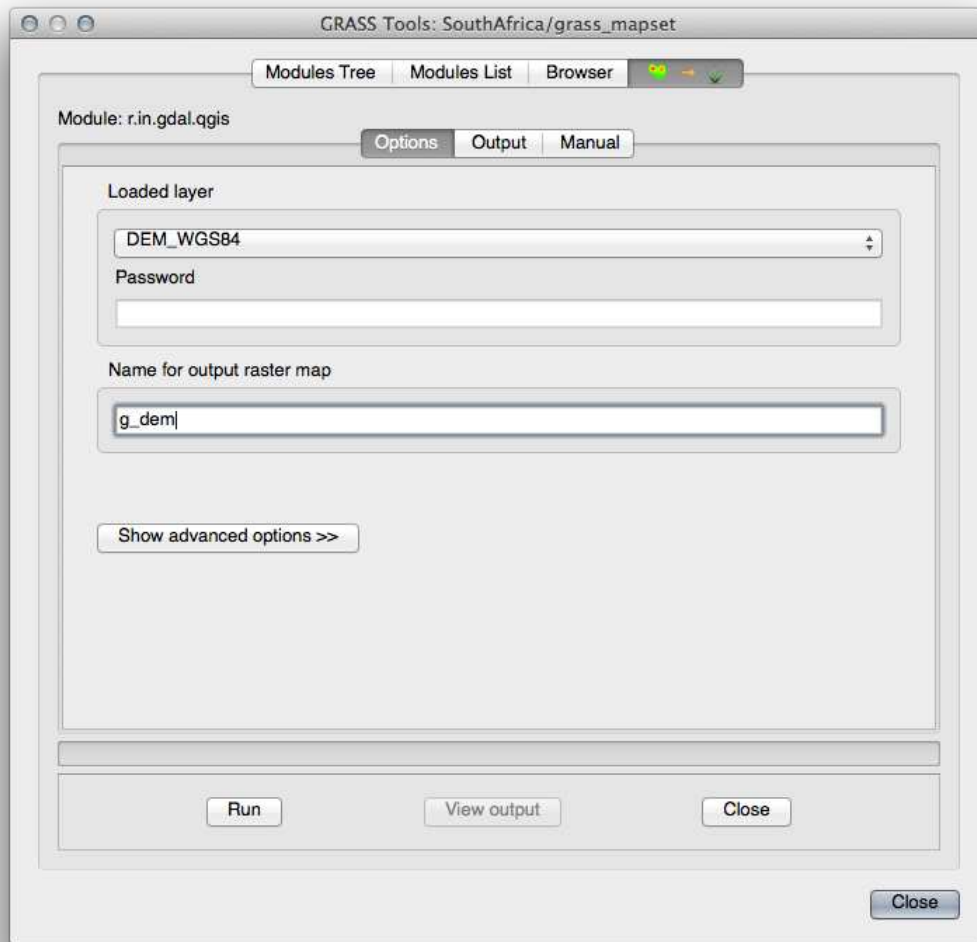 GRASS Tools: SouthAfrica/grass_mapset
Modules Tree Modules List Browser
Module: r.in.gdal.qgis
Options Output Manual
Loaded layer
DEM_WGS84
Password
Name for output raster map
g_dem
Show advanced options >>
Run View output Close
Close